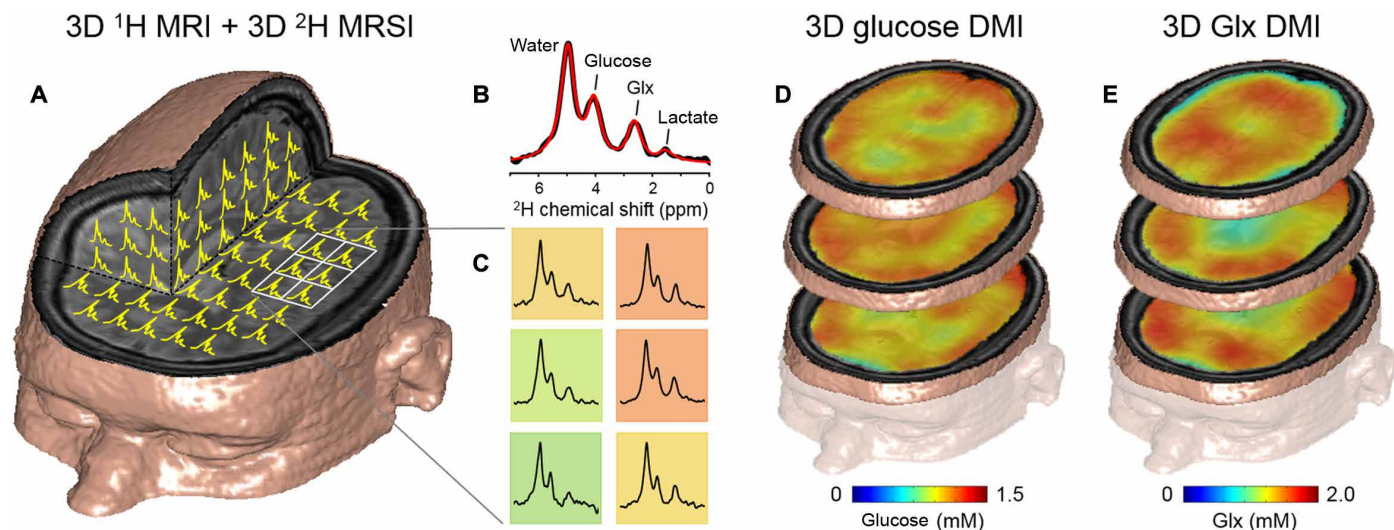 3D ¹H MRI + 3D ²H MRSI
3D glucose DMI
3D Glx DMI
A
B
Water
Glucose
Glx
Lactate
6 4 2 0
²H chemical shift (ppm)
C
D
E
0 1.5
Glucose (mM)
0 2.0
Glx (mM)